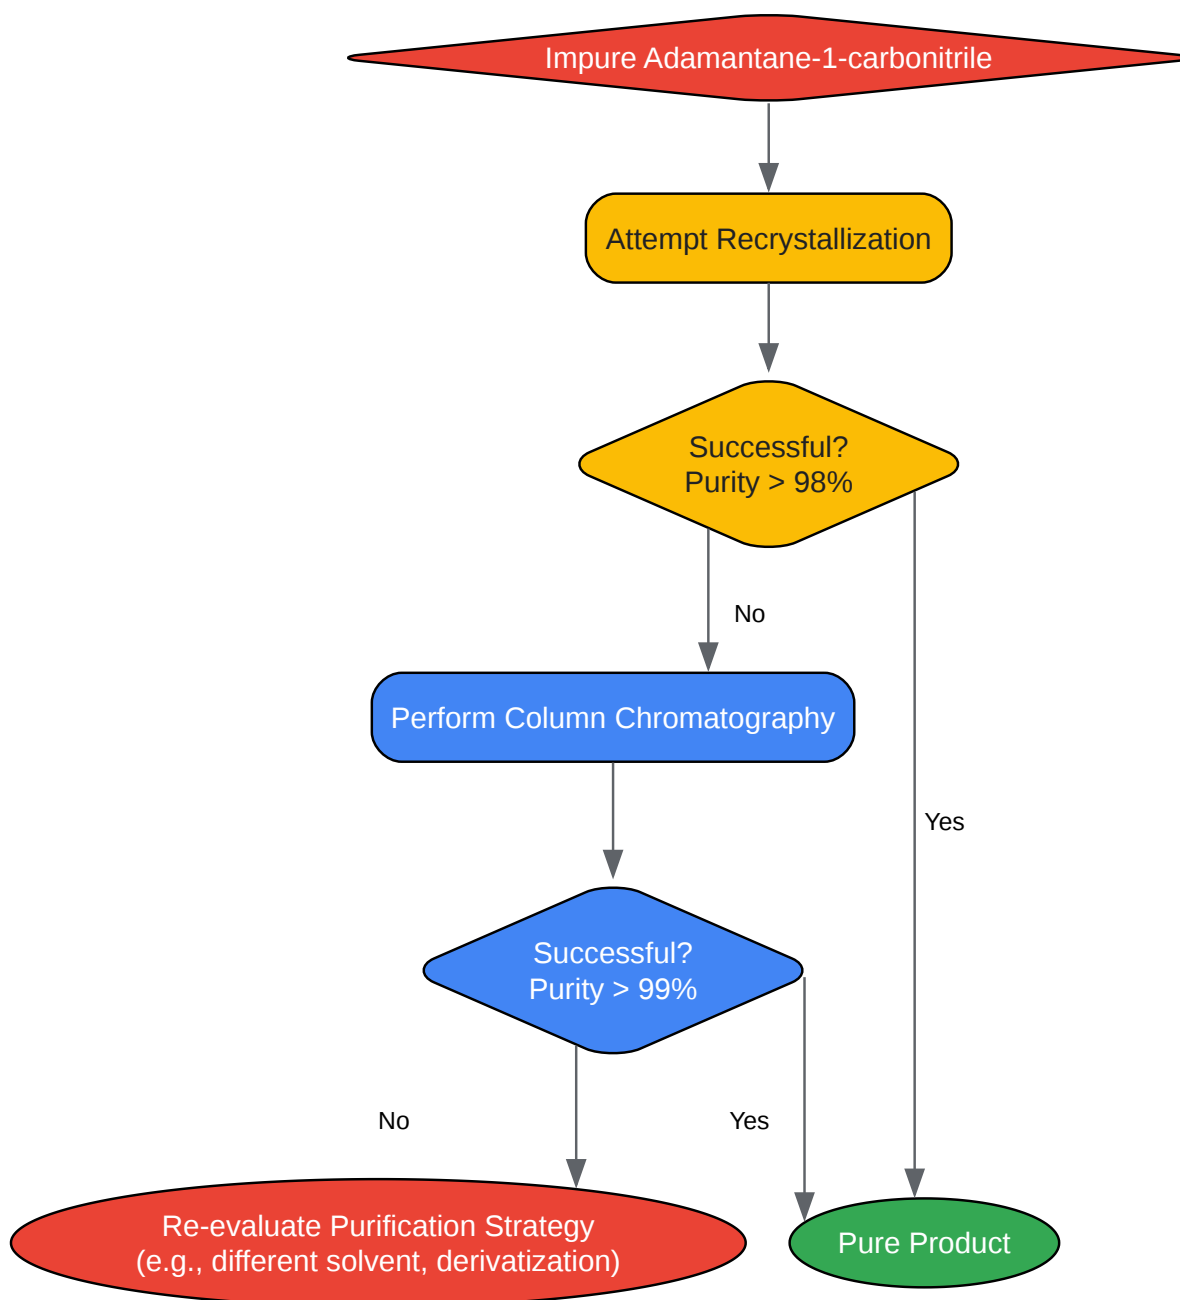 Impure Adamantane-1-carbonitrile
Attempt Recrystallization
Successful?
Purity > 98%
No
Perform Column Chromatography
Yes
Successful?
Purity > 99%
No
Yes
Re-evaluate Purification Strategy
(e.g., different solvent, derivatization)
Pure Product